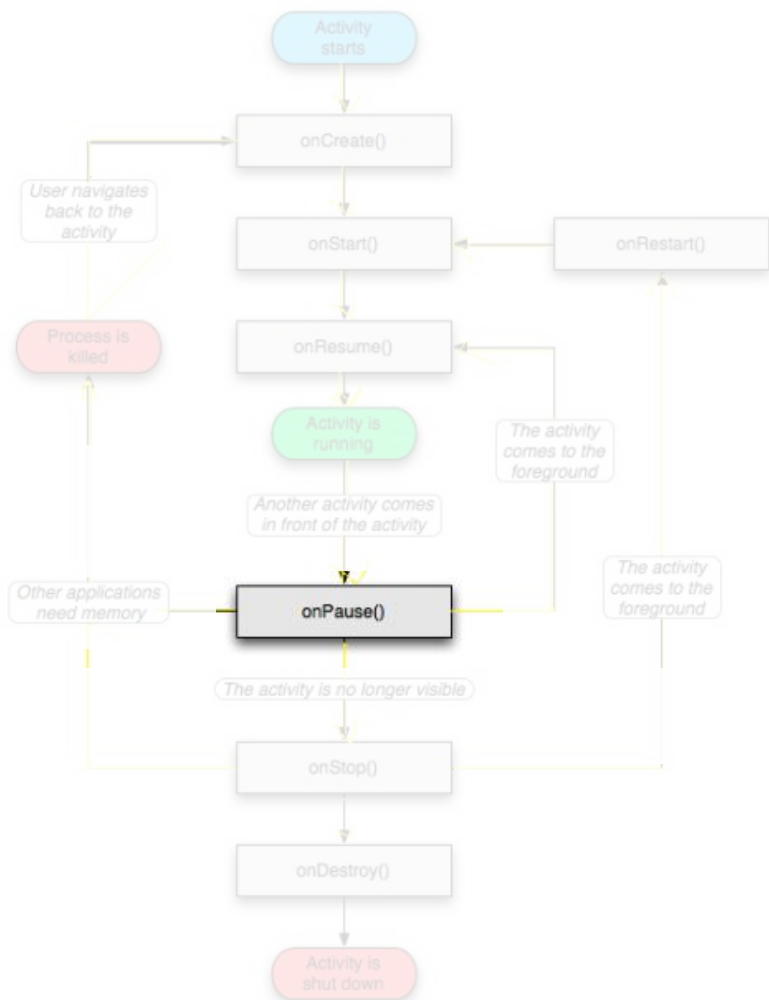 Activity
starts
onCreate()
User navigates
back to the
activity
onStart()
onRestart()
Process is
killed
onResume()
Activity is
running
The activity
comes to the
foreground
Another activity comes
in front of the activity
The activity
comes to the
foreground
Other applications
need memory
onPause()
The activity is no longer visible
onStop()
onDestroy()
Activity is
shut down